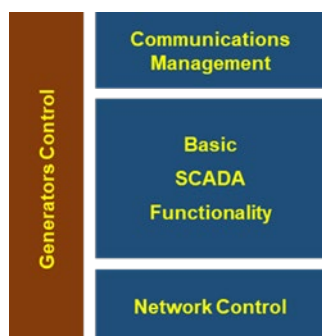 Generators Control
Communications
Management
Basic
SCADA
Functionality
Network Control